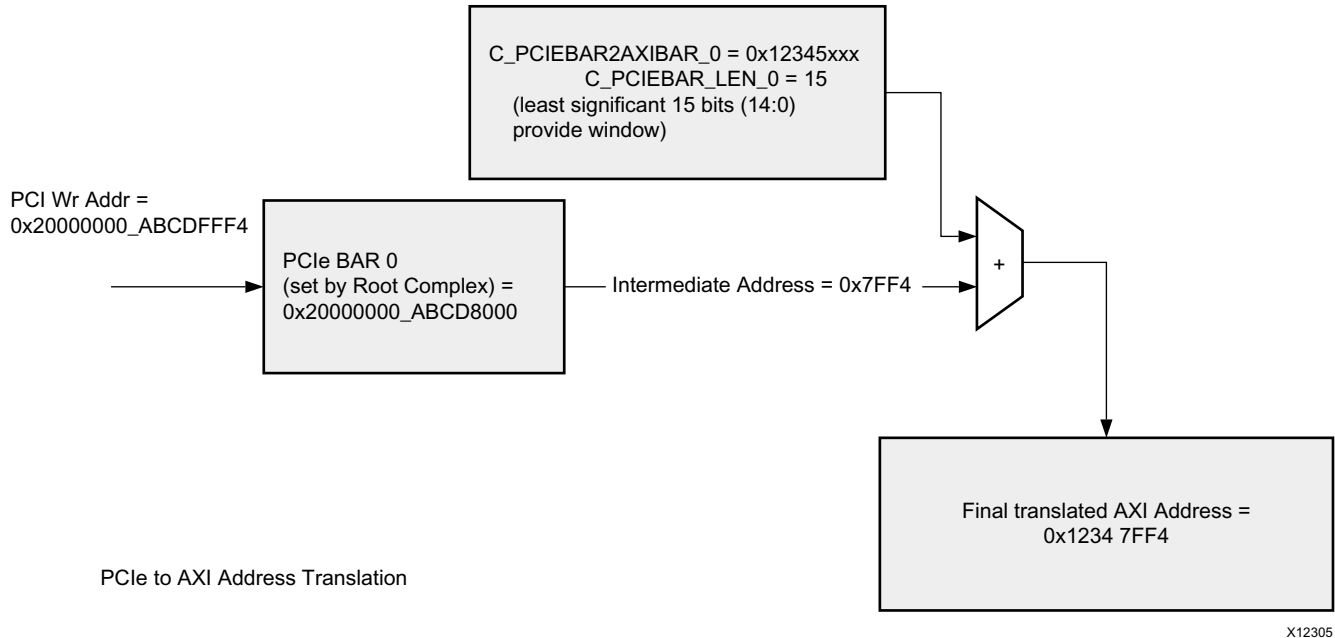 C_PCIEBAR2AXIBAR_0 = 0x12345xxx
C_PCIEBAR_LEN_0 = 15
(least significant 15 bits (14:0)
provide window)
PCI Wr Addr =
0x20000000_ABCDFFF4
PCIe BAR 0
(set by Root Complex) =
0x20000000_ABCD8000
Intermediate Address = 0x7FF4
+
Final translated AXI Address =
0x1234 7FF4
PCIe to AXI Address Translation
X12305